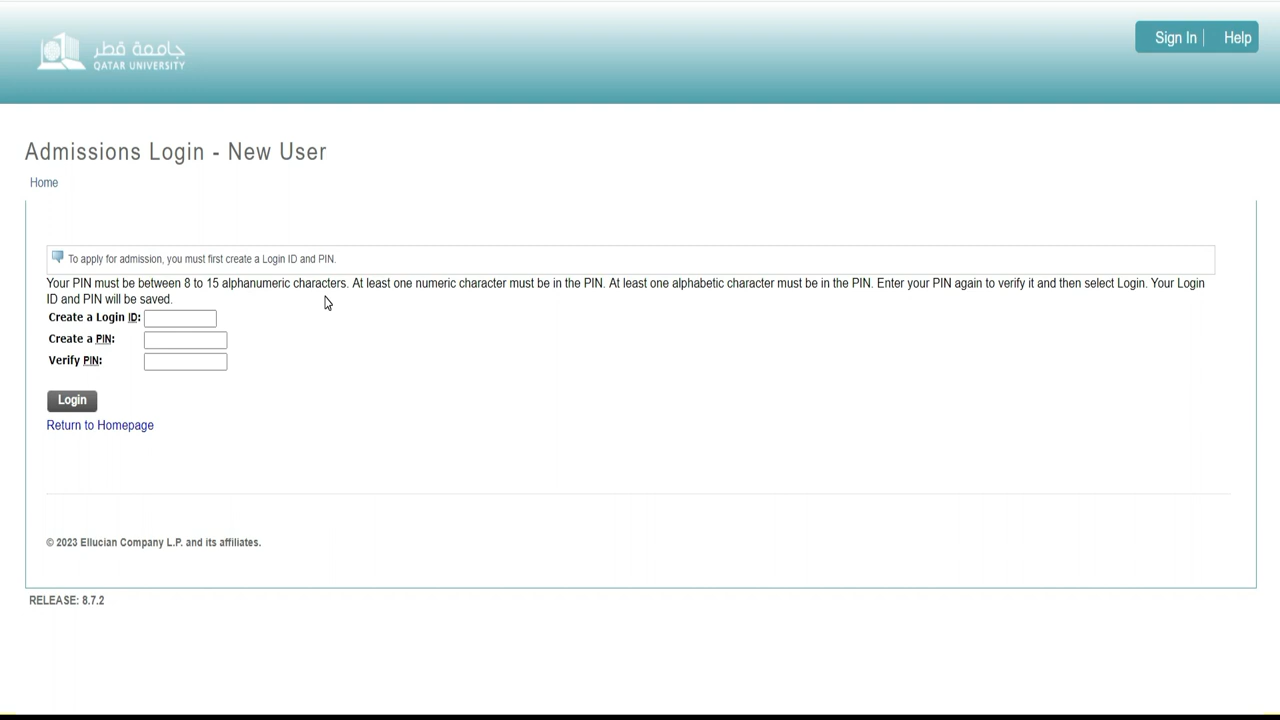 جامعة قطر
QATAR UNIVERSITY
Sign In | Help
Admissions Login - New User
Home
To apply for admission, you must first create a Login ID and PIN.
Your PIN must be between 8 to 15 alphanumeric characters. At least one numeric character must be in the PIN. At least one alphabetic character must be in the PIN. Enter your PIN again to verify it and then select Login. Your Login
ID and PIN will be saved.
Create a Login ID:
Create a PIN:
Verify PIN:
Login
Return to Homepage
© 2023 Ellucian Company L.P. and its affiliates.
RELEASE: 8.7.2